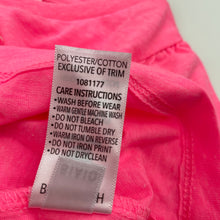 POLYESTER/COTTON
EXCLUSIVE OF TRIM
1081177
CARE INSTRUCTIONS
•WASH BEFORE WEAR
•WARM GENTLE MACHINE WASH
•DO NOT BLEACH
•DO NOT TUMBLE DRY
•WARM IRON ON REVERSE
•DO NOT IRON PRINT
•DO NOT DRYCLEAN
B H